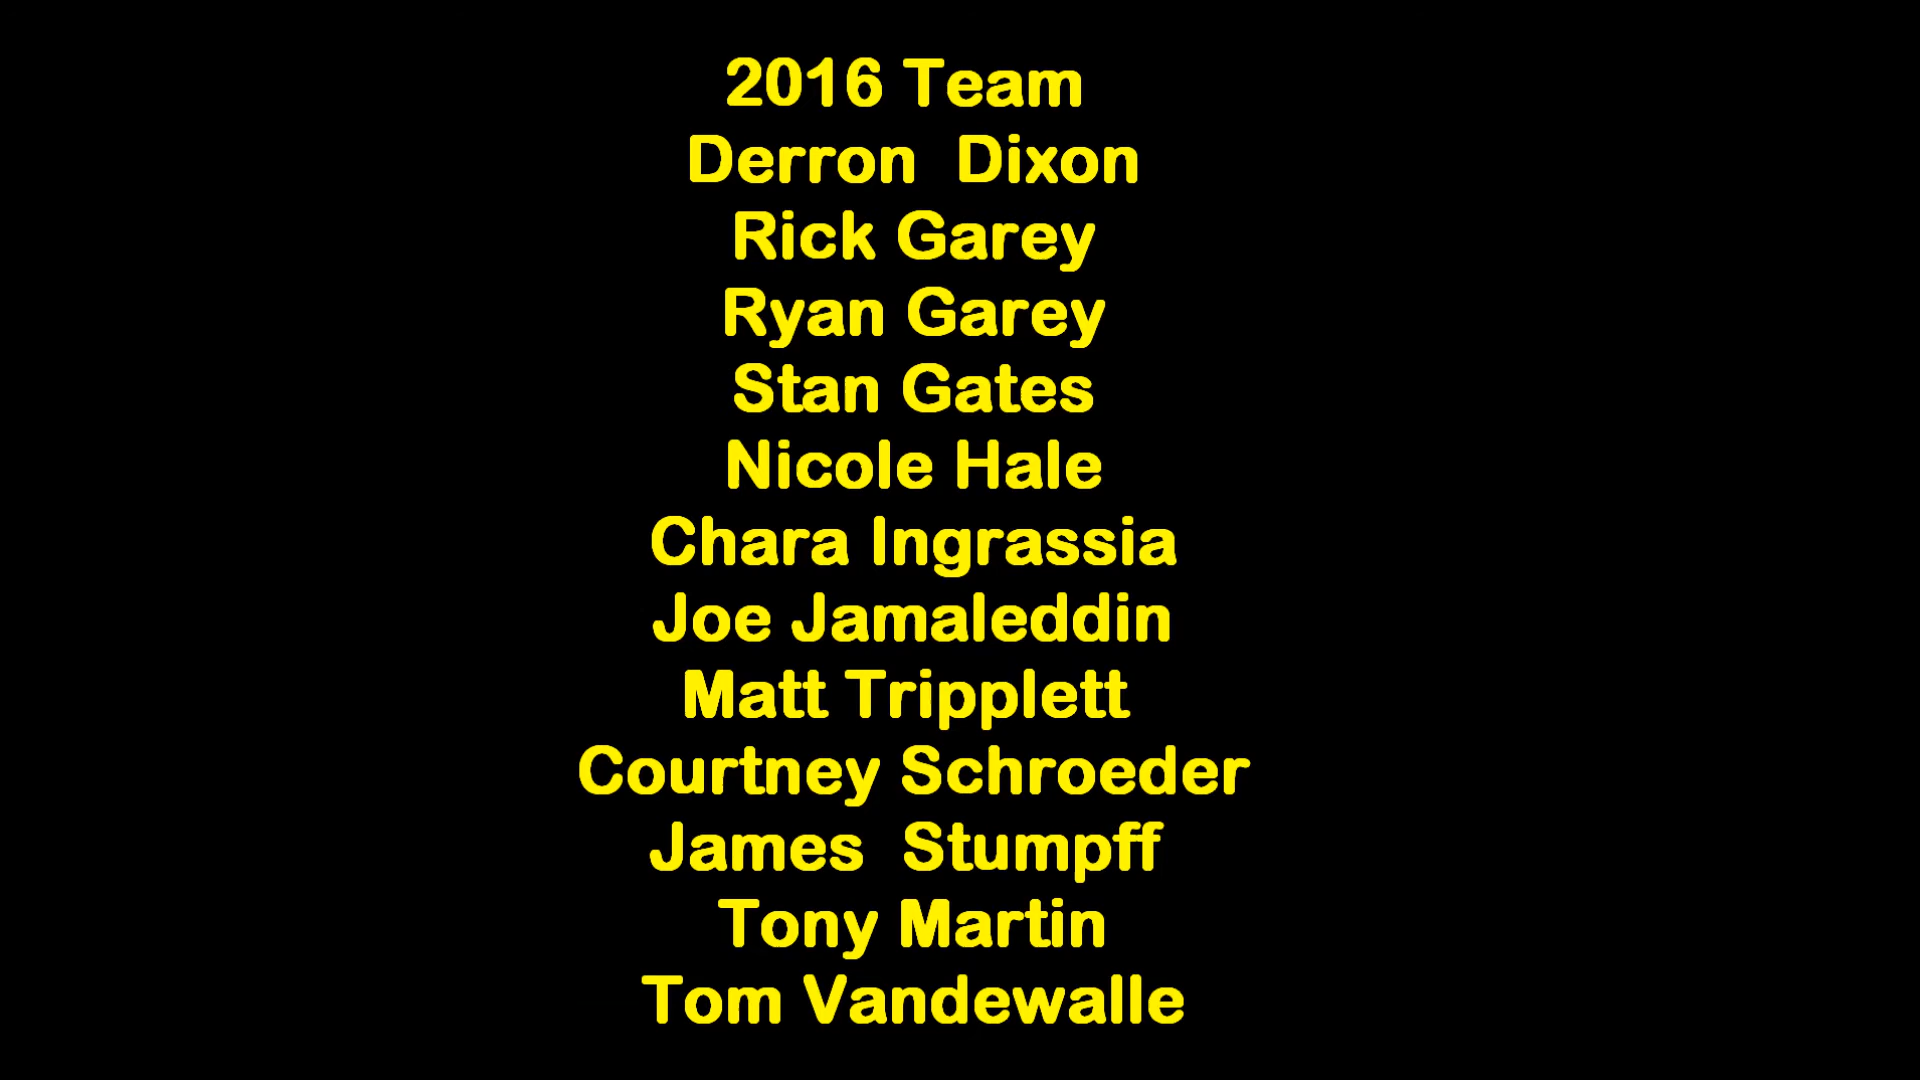 2016 Team
Derron  Dixon
Rick Garey
Ryan Garey
Stan Gates
Nicole Hale
Chara Ingrassia
Joe Jamaleddin
Matt Tripplett
Courtney Schroeder
James  Stumpff
Tony Martin
Tom Vandewalle